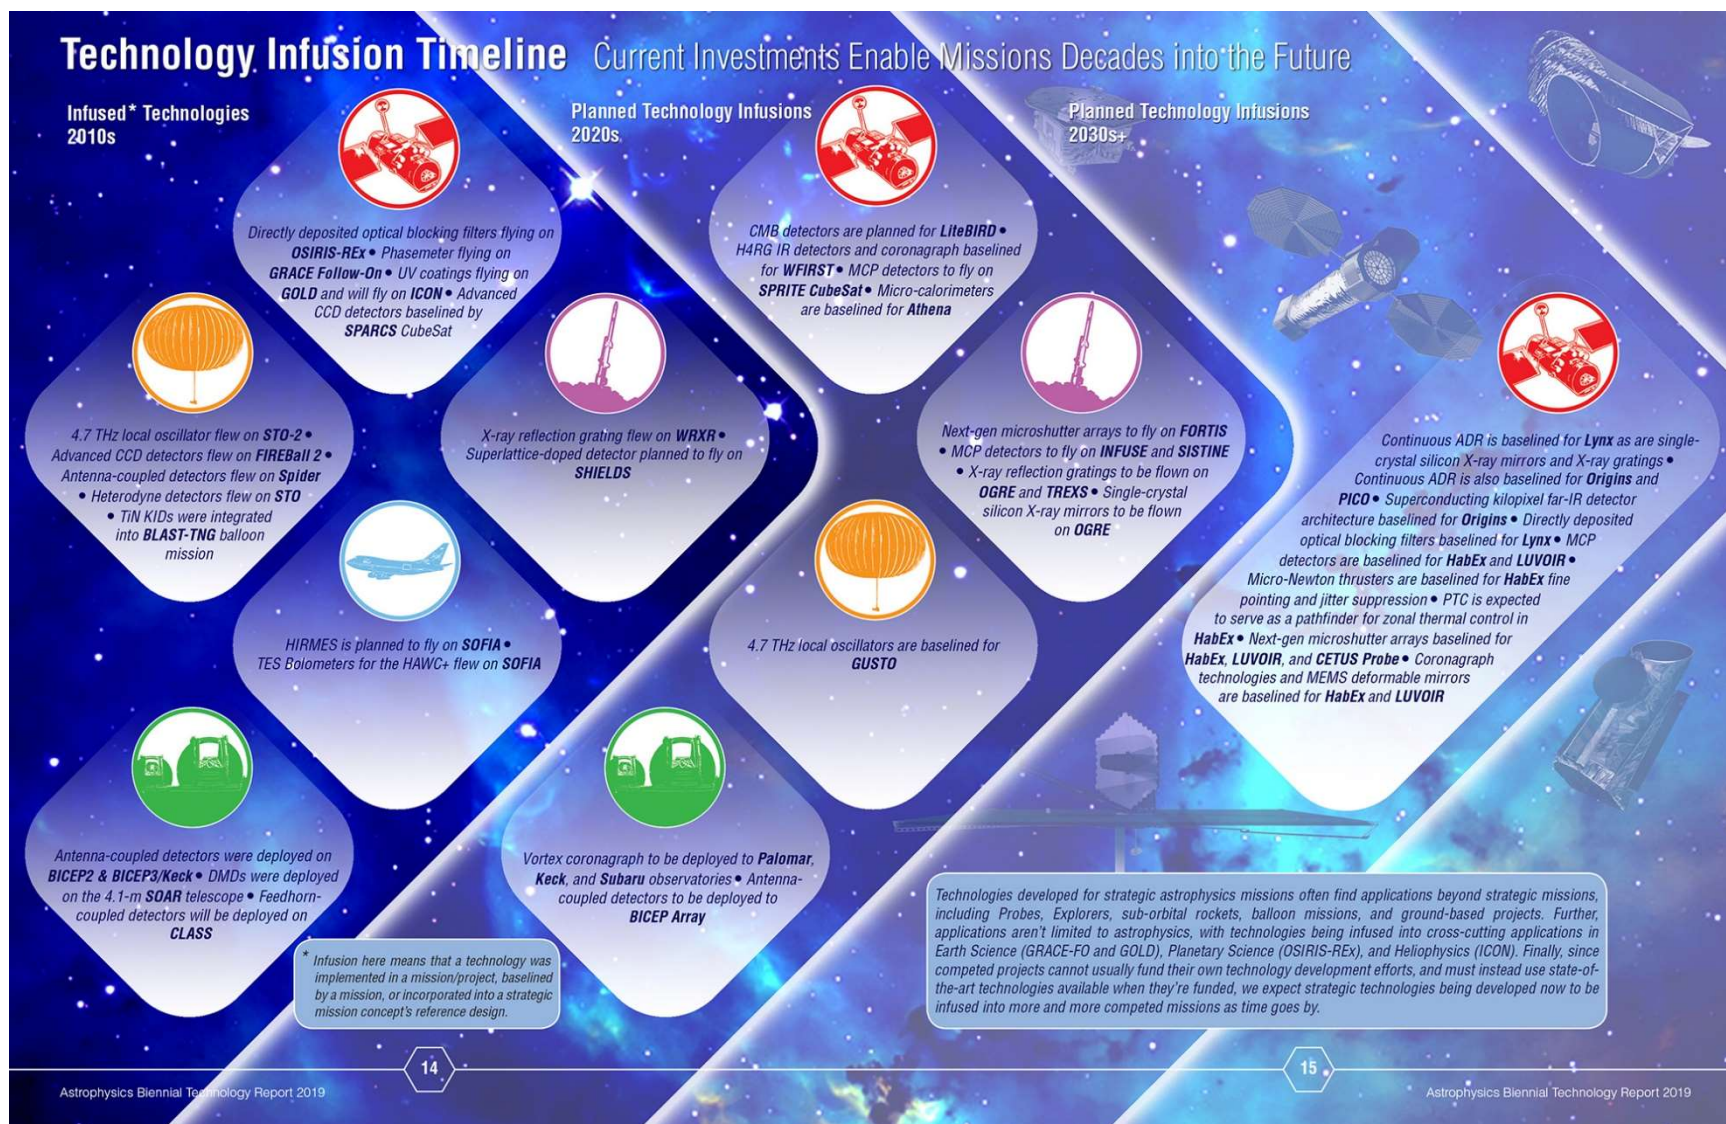 Technology Infusion Timeline Current Investments Enable Missions Decades into the Future
Infused* Technologies
2010s
Directly deposited optical blocking filters flying on
OSIRIS-REx • Phasemeter flying on
GRACE Follow-On • UV coatings flying on
GOLD and will fly on ICON • Advanced
CCD detectors baselined by
SPARCS CubeSat
4.7 THz local oscillator flew on STO-2 •
Advanced CCD detectors flew on FIREBall 2 •
Antenna-coupled detectors flew on Spider
• Heterodyne detectors flew on STO
• TiN KIDs were integrated
into BLAST-TNG balloon
mission
X-ray reflection grating flew on WRXR •
Superlattice-doped detector planned to fly on
SHIELDS
HIRMES is planned to fly on SOFIA •
TES Bolometers for the HAWC+ flew on SOFIA
Antenna-coupled detectors were deployed on
BICEP2 & BICEP3/Keck • DMDs were deployed
on the 4.1-m SOAR telescope • Feedhorn-
coupled detectors will be deployed on
CLASS
* Infusion here means that a technology was
implemented in a mission/project, baselined
by a mission, or incorporated into a strategic
mission concept's reference design.
Planned Technology Infusions
2020s
CMB detectors are planned for LiteBIRD •
H4RG IR detectors and coronagraph baselined
for WFIRST • MCP detectors to fly on
SPRITE CubeSat • Micro-calorimeters
are baselined for Athena
Next-gen microshutter arrays to fly on FORTIS
• MCP detectors to fly on INFUSE and SISTINE
• X-ray reflection gratings to be flown on
OGRE and TREXS • Single-crystal
silicon X-ray mirrors to be flown
on OGRE
4.7 THz local oscillators are baselined for
GUSTO
Vortex coronagraph to be deployed to Palomar,
Keck, and Subaru observatories • Antenna-
coupled detectors to be deployed to
BICEP Array
Planned Technology Infusions
2030s+
Continuous ADR is baselined for Lynx as are single-
crystal silicon X-ray mirrors and X-ray gratings •
Continuous ADR is also baselined for Origins and
PICO • Superconducting kilopixel far-IR detector
architecture baselined for Origins • Directly deposited
optical blocking filters baselined for Lynx • MCP
detectors are baselined for HabEx and LUVOIR •
Micro-Newton thrusters are baselined for HabEx fine
pointing and jitter suppression • PTC is expected
to serve as a pathfinder for zonal thermal control in
HabEx • Next-gen microshutter arrays baselined for
HabEx, LUVOIR, and CETUS Probe • Coronagraph
technologies and MEMS deformable mirrors
are baselined for HabEx and LUVOIR
Technologies developed for strategic astrophysics missions often find applications beyond strategic missions,
including Probes, Explorers, sub-orbital rockets, balloon missions, and ground-based projects. Further,
applications aren't limited to astrophysics, with technologies being infused into cross-cutting applications in
Earth Science (GRACE-FO and GOLD), Planetary Science (OSIRIS-REx), and Heliophysics (ICON). Finally, since
competed projects cannot usually fund their own technology development efforts, and must instead use state-of-
the-art technologies available when they're funded, we expect strategic technologies being developed now to be
infused into more and more competed missions as time goes by.
14
15
Astrophysics Biennial Technology Report 2019
Astrophysics Biennial Technology Report 2019